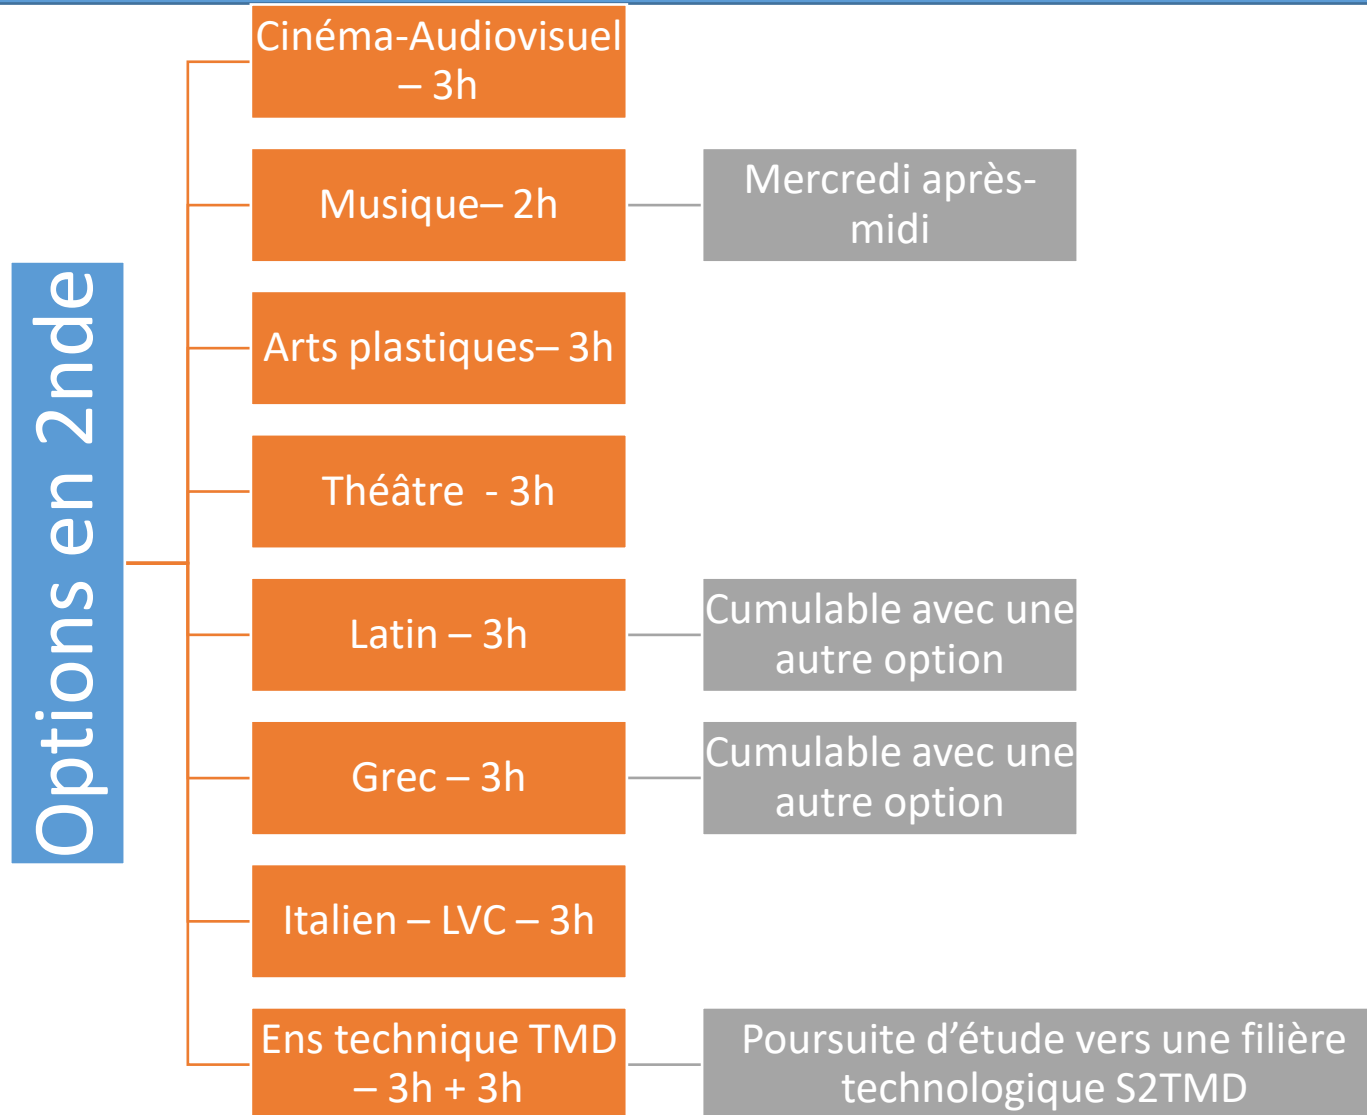 Options en 2nde
Cinéma-Audiovisuel
– 3h
Musique– 2h
Mercredi après-
midi
Arts plastiques– 3h
Théâtre  - 3h
Latin – 3h
Cumulable avec une
autre option
Grec – 3h
Cumulable avec une
autre option
Italien – LVC – 3h
Ens technique TMD
– 3h + 3h
Poursuite d’étude vers une filière
technologique S2TMD